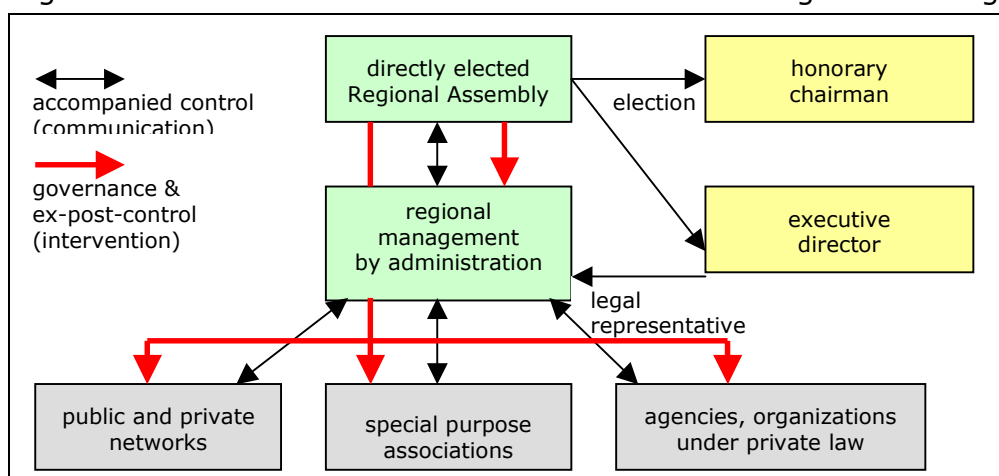 directly elected
Regional Assembly
honorary
chairman
election
accompanied control
(communication)
governance &
ex-post-control
(intervention)
regional
management
by administration
executive
director
legal
representative
public and private
networks
special purpose
associations
agencies, organizations
under private law